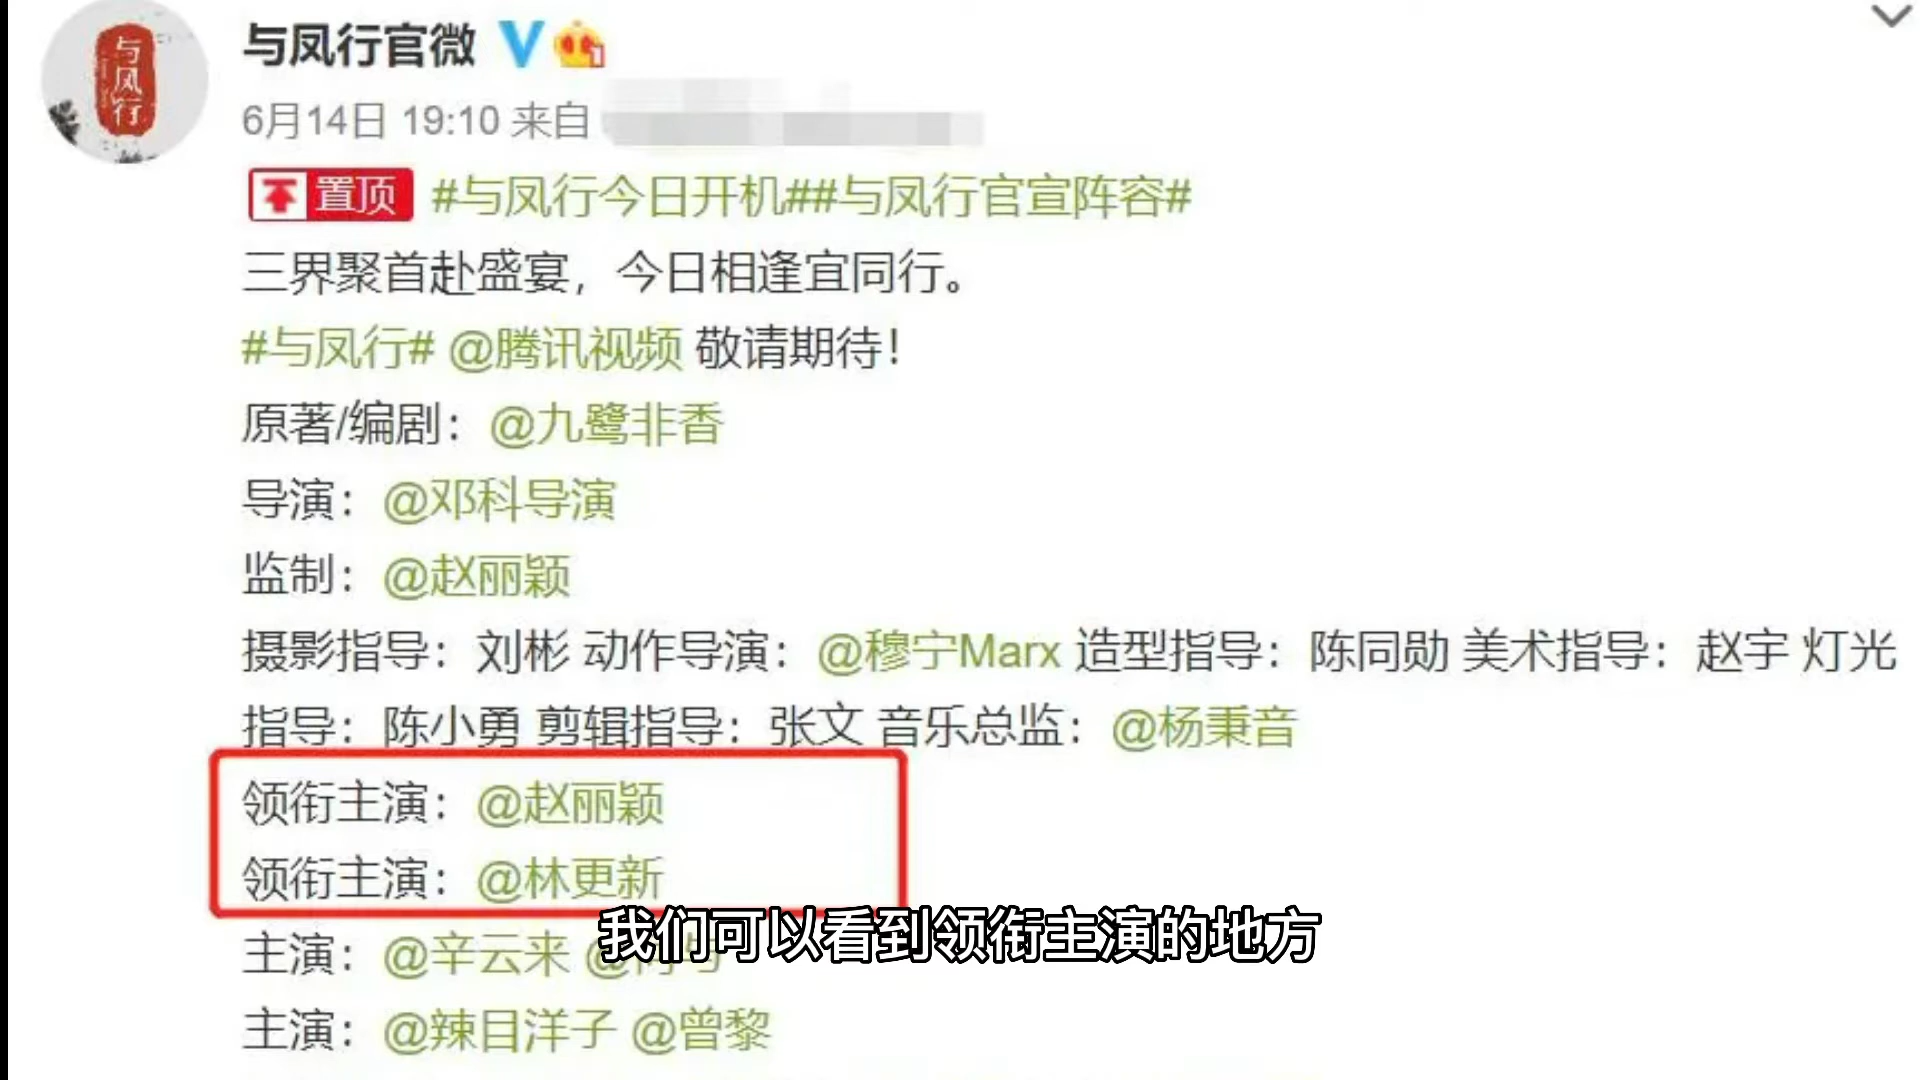 与凤行
与凤行官微
6月14日 19:10 来自
置顶 #与凤行今日开机##与凤行官宣阵容#
三界聚首赴盛宴，今日相逢宜同行。
#与凤行# @腾讯视频 敬请期待！
原著/编剧：@九鹭非香
导演：@邓科导演
监制：@赵丽颖
摄影指导：刘彬 动作导演：@穆宁Marx 造型指导：陈同勋 美术指导：赵宇 灯光
指导：陈小勇 剪辑指导：张文 音乐总监：@杨秉音
领衔主演：@赵丽颖
领衔主演：@林更新
我们可以看到领衔主演的地方
主演：@辛云来
主演：@辣目洋子 @曾黎